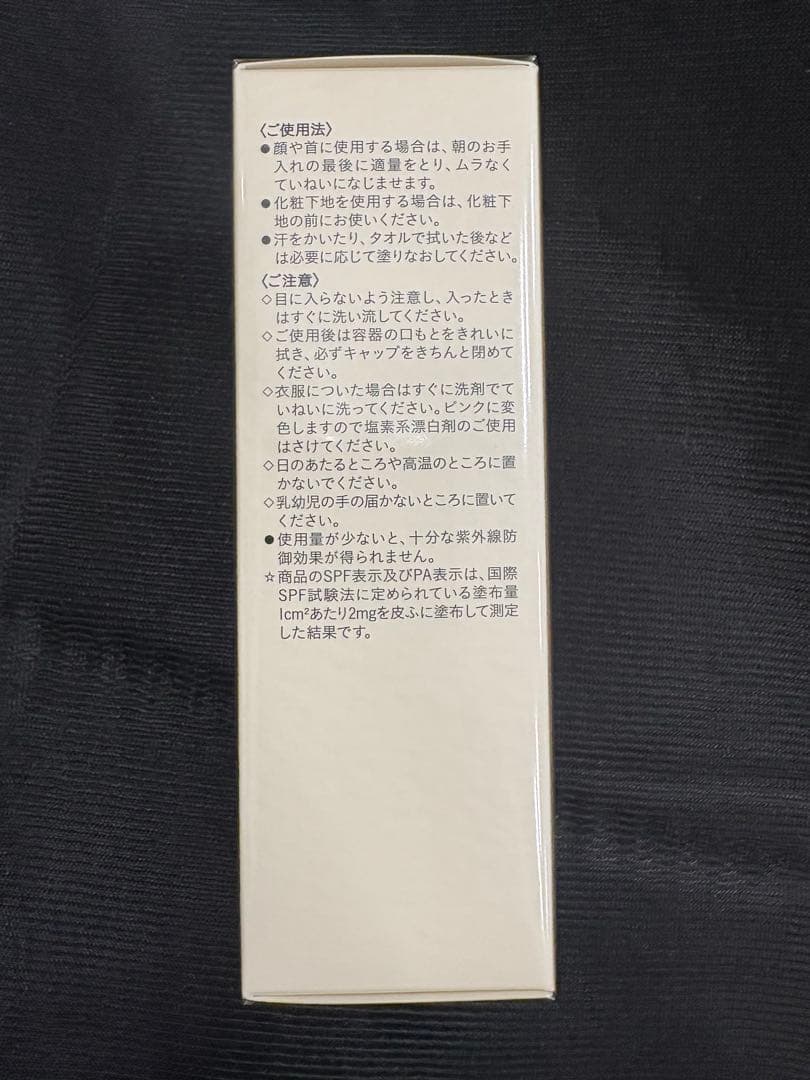 〈ご使用法〉
●顔や首に使用する場合は、朝のお手
入れの最後に適量をとり、ムラなく
ていねいになじませます。
●化粧下地を使用する場合は、化粧下
地の前にお使いください。
●汗をかいたり、タオルで拭いた後など
は必要に応じて塗りなおしてください。
〈ご注意〉
◇目に入らないよう注意し、入ったとき
はすぐに洗い流してください。
◇ご使用後は容器の口もとをきれいに
拭き、必ずキャップをきちんと閉めて
ください。
◇衣服についた場合はすぐに洗剤でて
いねいに洗ってください。ピンクに変
色しますので塩素系漂白剤のご使用
はさけてください。
◇日のあたるところや高温のところに置
かないでください。
◇乳幼児の手の届かないところに置いて
ください。
●使用量が少ないと、十分な紫外線防
御効果が得られません。
☆商品のSPF表示及びPA表示は、国際
SPF試験法に定められている塗布量
1cm²あたり2mgを皮ふに塗布して測定
した結果です。